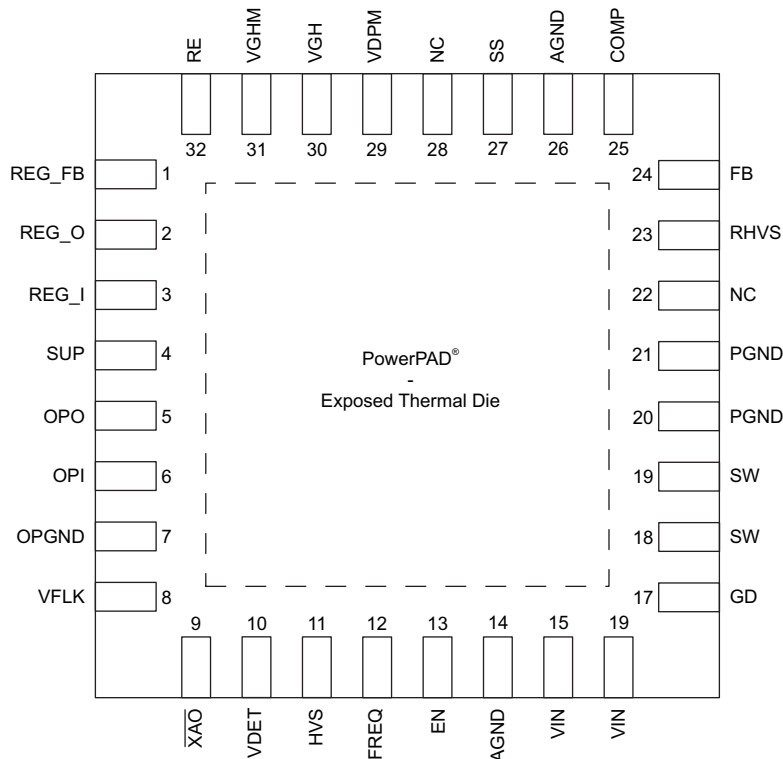 RE
VGHM
VGH
VDPM
NC
SS
AGND
COMP
32 31 30 29 28 27 26 25
REG_FB 1
REG_O 2
REG_I 3
SUP 4
OPO 5
OPI 6
OPGND 7
VFLK 8
PowerPAD®
-
Exposed Thermal Die
24 FB
23 RHVS
22 NC
21 PGND
20 PGND
19 SW
18 SW
17 GD
9 10 11 12 13 14 15 19
XAO
VDET
HVS
FREQ
EN
AGND
VIN
VIN